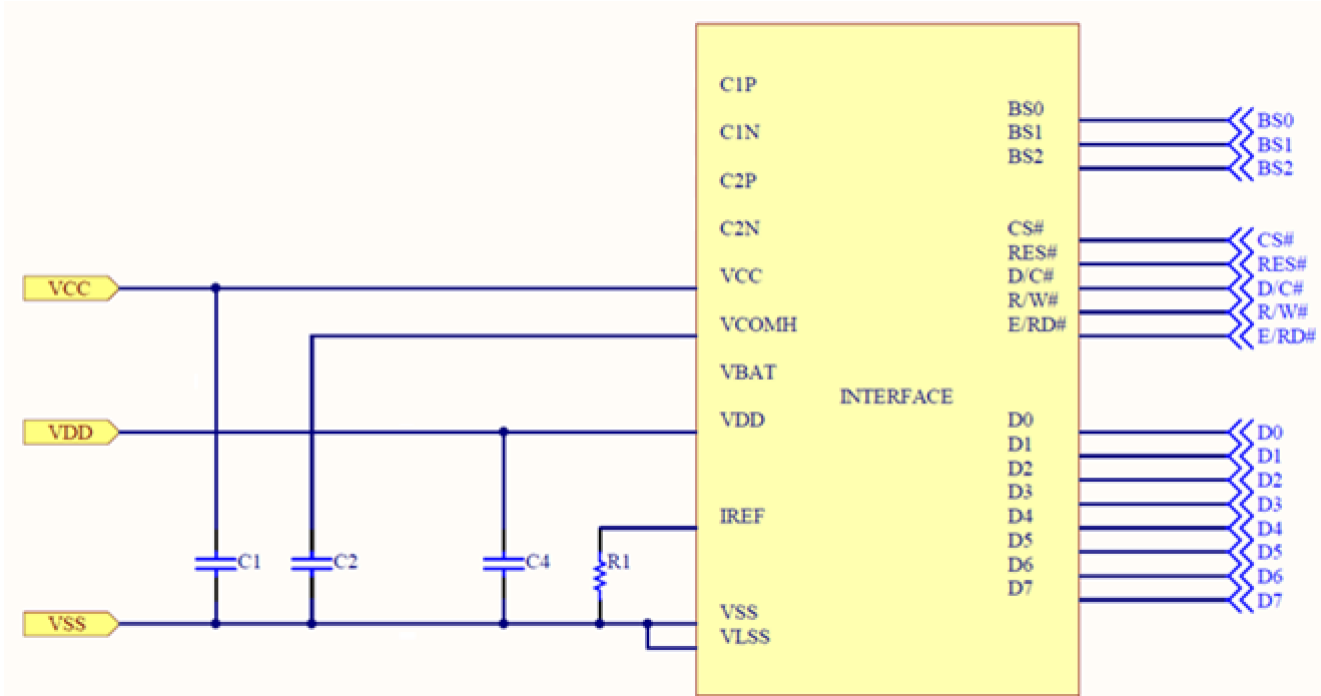 C1P
C1N
C2P
C2N
VCC
VCOMH
VBAT
VDD
IREF
VSS
VLSS
INTERFACE
BS0
BS1
BS2
CS#
RES#
D/C#
R/W#
E/RD#
D0
D1
D2
D3
D4
D5
D6
D7
BS0
BS1
BS2
CS#
RES#
D/C#
R/W#
E/RD#
D0
D1
D2
D3
D4
D5
D6
D7
VCC
VDD
VSS
C1
C2
C4
R1